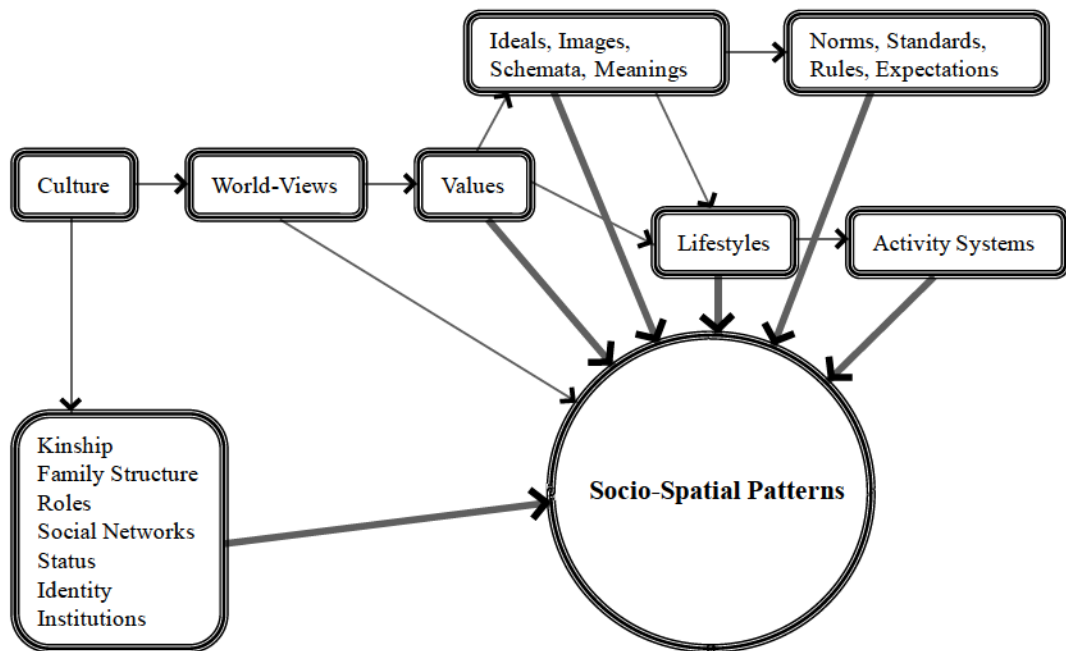 Ideals, Images,
Schemata, Meanings
Norms, Standards,
Rules, Expectations
Culture
World-Views
Values
Lifestyles
Activity Systems
Kinship
Family Structure
Roles
Social Networks
Status
Identity
Institutions
Socio-Spatial Patterns